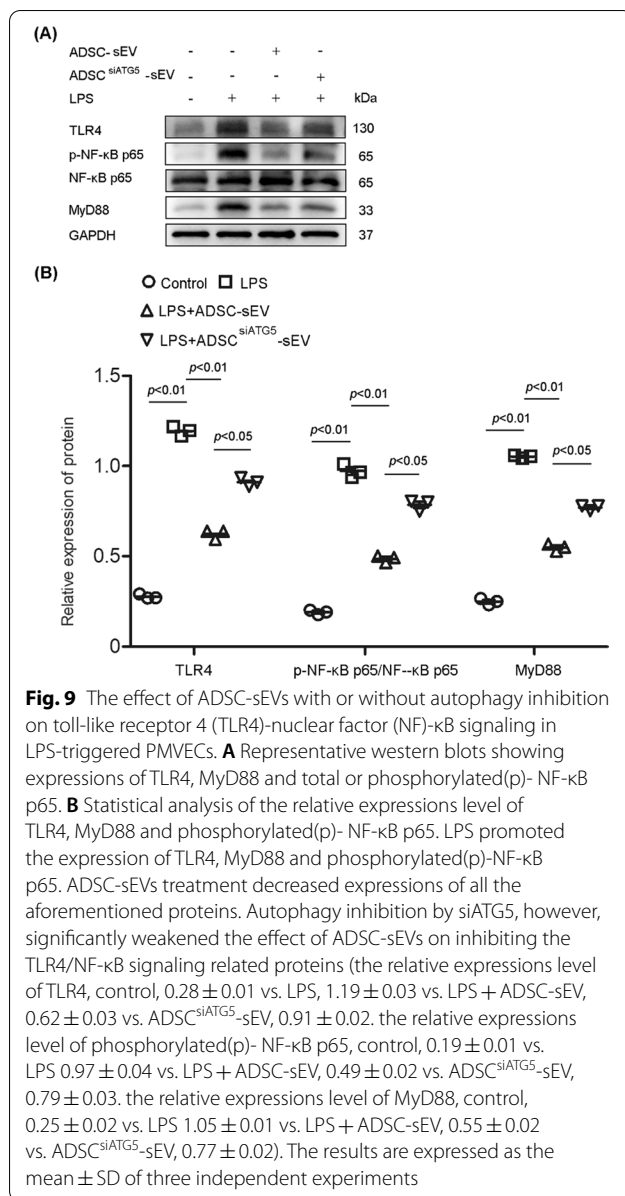 (A)
ADSC-sEV - - + -
ADSC siATG5 -sEV - - - +
LPS - + + + kDa
TLR4 130
p-NF-κB p65 65
NF-κB p65 65
MyD88 33
GAPDH 37
(B)
Control LPS
LPS+ADSC-sEV
LPS+ADSC siATG5 -sEV
Relative expression of protein
1.5
1.0
0.5
0
p<0.01
p<0.01
p<0.05
p<0.01
p<0.01
p<0.05
p<0.01
p<0.01
p<0.05
TLR4 p-NF-κB p65/NF--κB p65 MyD88
Fig. 9 The effect of ADSC-sEVs with or without autophagy inhibition
on toll-like receptor 4 (TLR4)-nuclear factor (NF)-κB signaling in
LPS-triggered PMVECs. A Representative western blots showing
expressions of TLR4, MyD88 and total or phosphorylated(p)- NF-κB
p65. B Statistical analysis of the relative expressions level of
TLR4, MyD88 and phosphorylated(p)- NF-κB p65. LPS promoted
the expression of TLR4, MyD88 and phosphorylated(p)-NF-κB
p65. ADSC-sEVs treatment decreased expressions of all the
aforementioned proteins. Autophagy inhibition by siATG5, however,
significantly weakened the effect of ADSC-sEVs on inhibiting the
TLR4/NF-κB signaling related proteins (the relative expressions level
of TLR4, control, 0.28 ± 0.01 vs. LPS, 1.19 ± 0.03 vs. LPS + ADSC-sEV,
0.62 ± 0.03 vs. ADSC siATG5-sEV, 0.91 ± 0.02. the relative expressions
level of phosphorylated(p)- NF-κB p65, control, 0.19 ± 0.01 vs.
LPS 0.97 ± 0.04 vs. LPS + ADSC-sEV, 0.49 ± 0.02 vs. ADSC siATG5-sEV,
0.79 ± 0.03. the relative expressions level of MyD88, control,
0.25 ± 0.02 vs. LPS 1.05 ± 0.01 vs. LPS + ADSC-sEV, 0.55 ± 0.02
vs. ADSC siATG5-sEV, 0.77 ± 0.02). The results are expressed as the
mean ± SD of three independent experiments